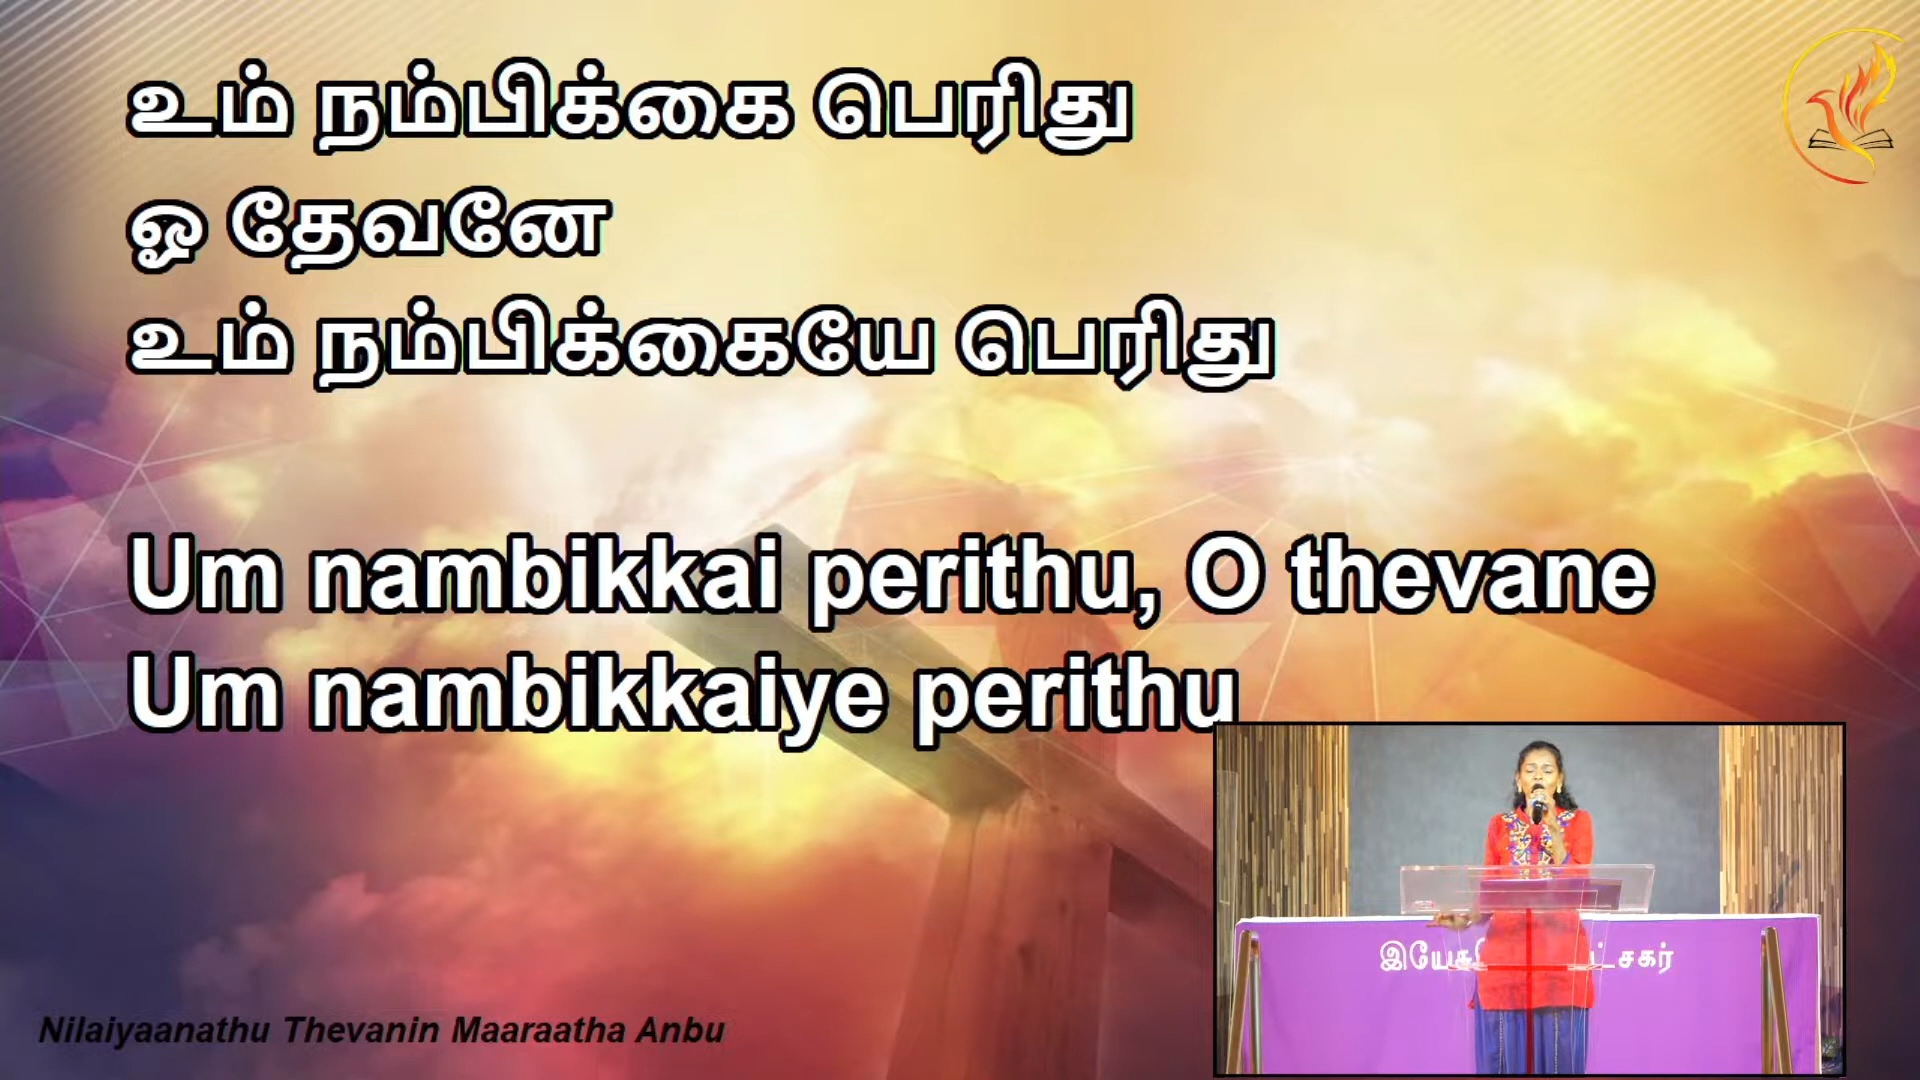 உம் நம்பிக்கை பெரிது
ஓ தேவனே
உம் நம்பிக்கையே பெரிது
Um nambikkai perithu, O thevane
Um nambikkaiye perithu
Nilaiyaanathu Thevanin Maaraatha Anbu